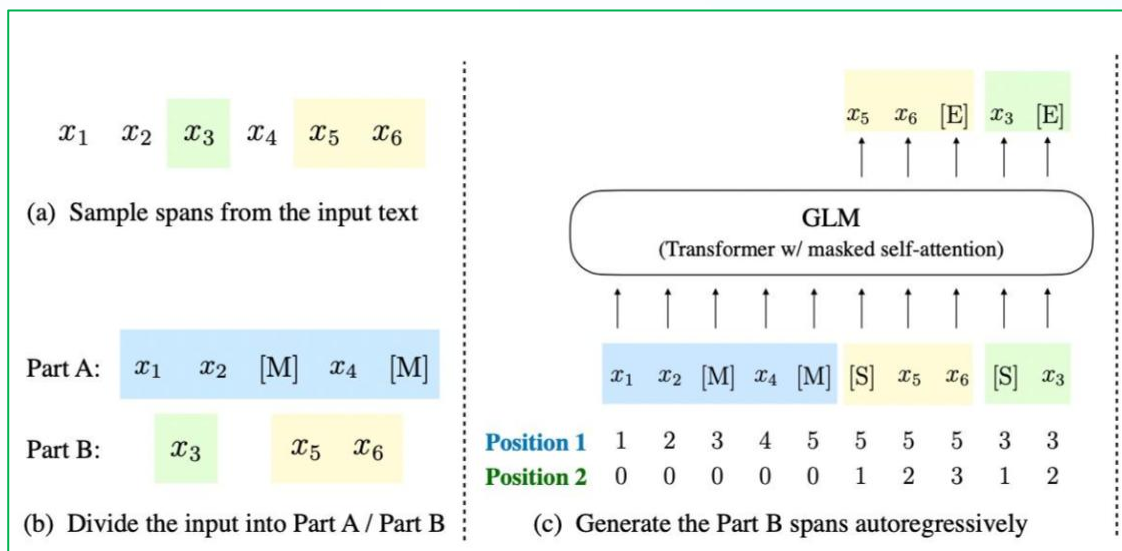 x₁ x₂ x₃ x₄ x₅ x₆
(a) Sample spans from the input text
Part A: x₁ x₂ [M] x₄ [M]
Part B: x₃ x₅ x₆
(b) Divide the input into Part A / Part B
x₅ x₆ [E] x₃ [E]
GLM
(Transformer w/ masked self-attention)
x₁ x₂ [M] x₄ [M] [S] x₅ x₆ [S] x₃
Position 1 1 2 3 4 5 5 5 5 3 3
Position 2 0 0 0 0 0 1 2 3 1 2
(c) Generate the Part B spans autoregressively